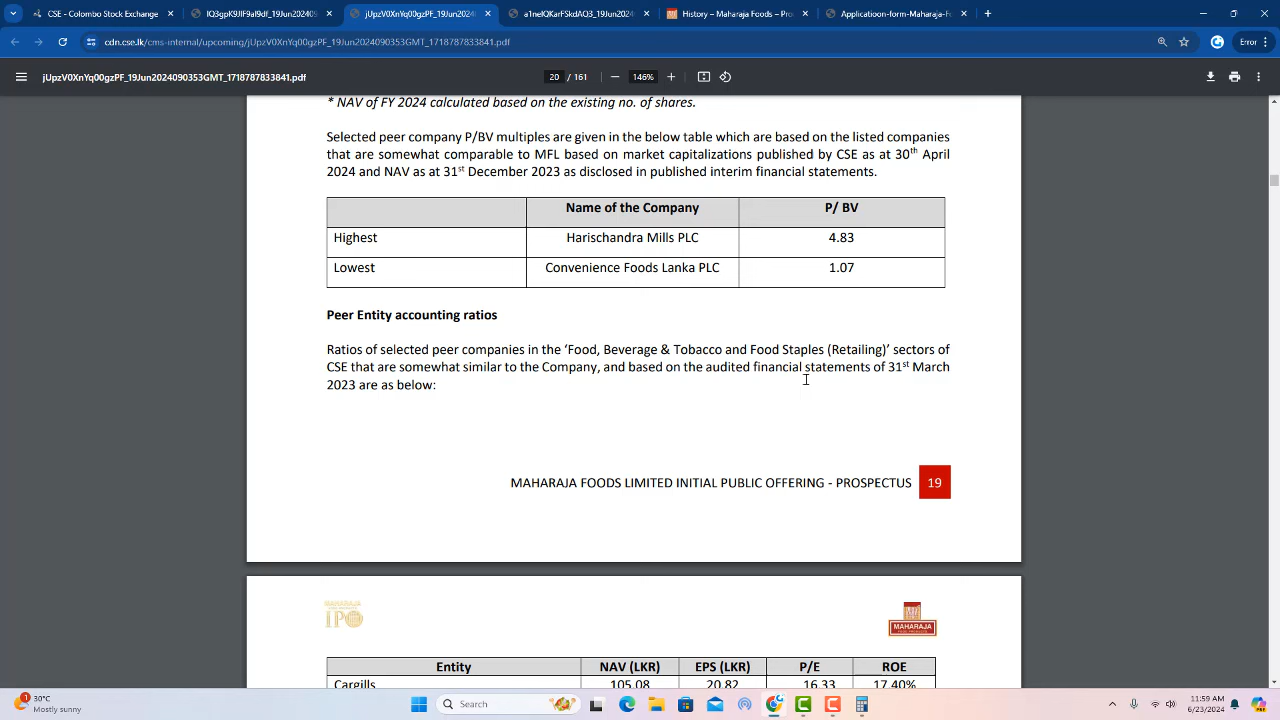 CSE - Colombo Stock Exchange
IQ3gpK9JIF9al9df_19Jun2024
jUpzV0XnYq00gzPF_19Jun2024
a1nelQKarFSkdAO3_19Jun2024
History – Maharaja Foods – Pro
Applicatioon-form-Maharaja-Fo
cdn.cse.lk/cms-internal/upcoming/jUpzV0XnYq00gzPF_19Jun2024090353GMT_1718787833841.pdf
Error
jUpzV0XnYq00gzPF_19Jun2024090353GMT_1718787833841.pdf
20 / 161
146%
* NAV of FY 2024 calculated based on the existing no. of shares.
Selected peer company P/BV multiples are given in the below table which are based on the listed companies
that are somewhat comparable to MFL based on market capitalizations published by CSE as at 30th April
2024 and NAV as at 31st December 2023 as disclosed in published interim financial statements.
Name of the Company P/ BV
Highest Harischandra Mills PLC 4.83
Lowest Convenience Foods Lanka PLC 1.07
Peer Entity accounting ratios
Ratios of selected peer companies in the ‘Food, Beverage & Tobacco and Food Staples (Retailing)’ sectors of
CSE that are somewhat similar to the Company, and based on the audited financial statements of 31st March
2023 are as below:
MAHARAJA FOODS LIMITED INITIAL PUBLIC OFFERING - PROSPECTUS 19
IPO
MAHARAJA
Entity NAV (LKR) EPS (LKR) P/E ROE
Cargills 105.08 20.82 16.33 17.40%
30°C
Mostly sunny
Search
11:59 AM
6/23/2024